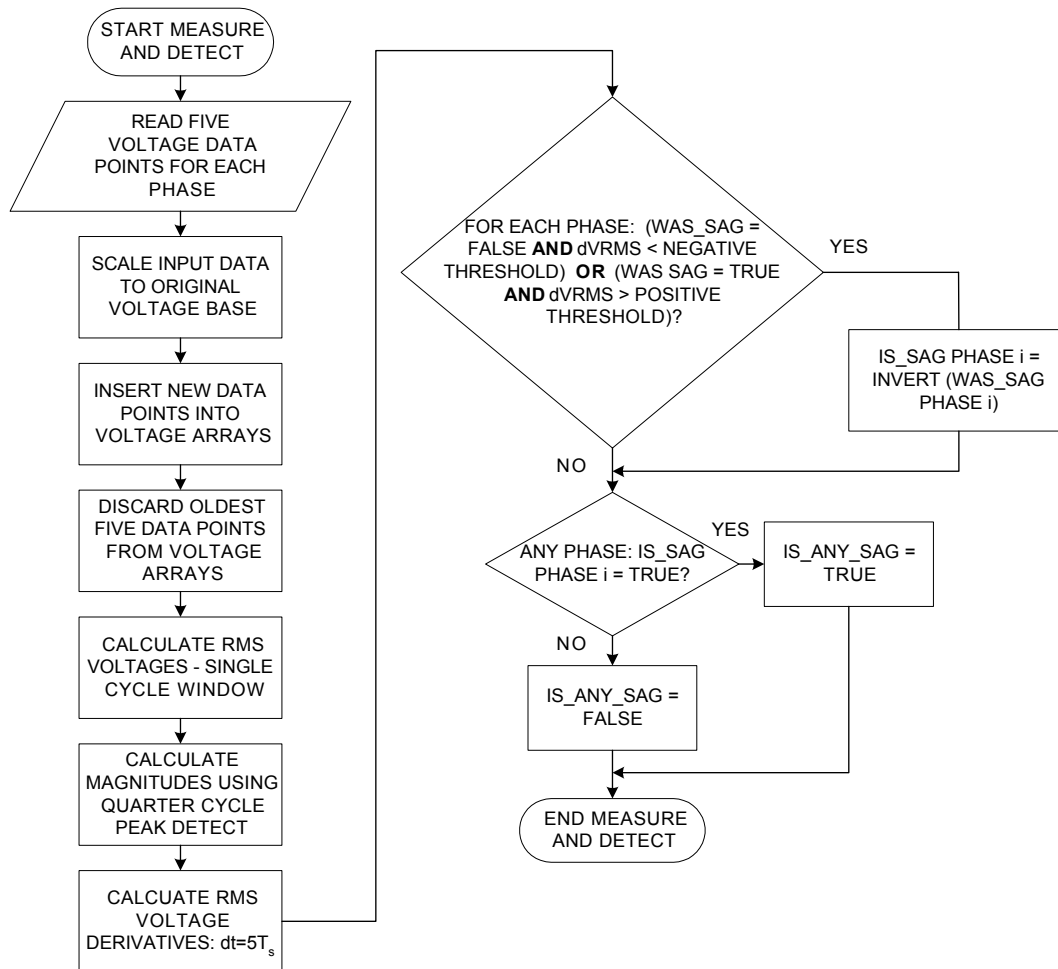 START MEASURE
AND DETECT
READ FIVE
VOLTAGE DATA
POINTS FOR EACH
PHASE
SCALE INPUT DATA
TO ORIGINAL
VOLTAGE BASE
INSERT NEW DATA
POINTS INTO
VOLTAGE ARRAYS
DISCARD OLDEST
FIVE DATA POINTS
FROM VOLTAGE
ARRAYS
CALCULATE RMS
VOLTAGES - SINGLE
CYCLE WINDOW
CALCULATE
MAGNITUDES USING
QUARTER CYCLE
PEAK DETECT
CALCUATE RMS
VOLTAGE
DERIVATIVES: dt=5Ts
FOR EACH PHASE: (WAS_SAG =
FALSE AND dVRMS < NEGATIVE
THRESHOLD) OR (WAS SAG = TRUE
AND dVRMS > POSITIVE
THRESHOLD)?
YES
IS_SAG PHASE i =
INVERT (WAS_SAG
PHASE i)
NO
ANY PHASE: IS_SAG
PHASE i = TRUE?
YES
IS_ANY_SAG =
TRUE
NO
IS_ANY_SAG =
FALSE
END MEASURE
AND DETECT